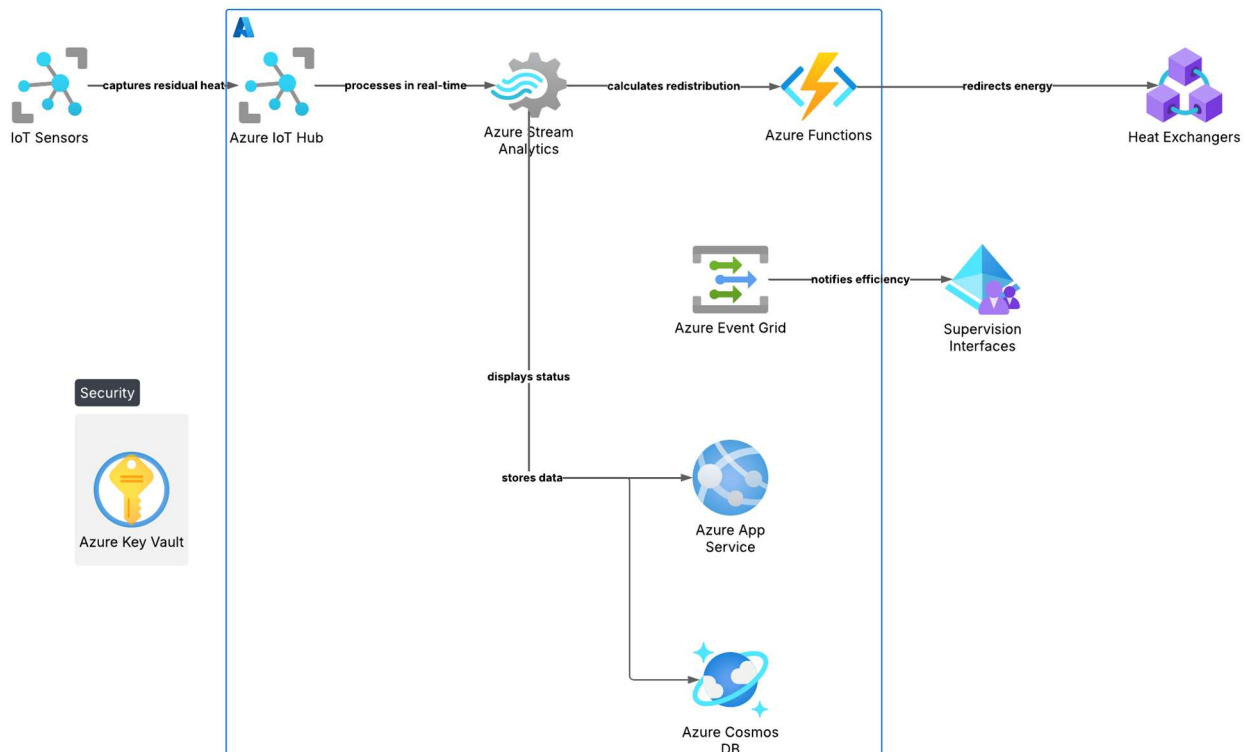 captures residual heat
processes in real-time
calculates redistribution
redirects energy
IoT Sensors
Azure IoT Hub
Azure Stream
Analytics
Azure Functions
Heat Exchangers
notifies efficiency
Azure Event Grid
Supervision
Interfaces
displays status
Security
stores data
Azure Key Vault
Azure App
Service
Azure Cosmos
DB